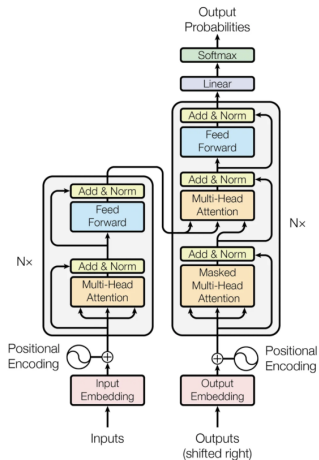 Output
Probabilities
Softmax
Linear
Add & Norm
Feed
Forward
Add & Norm
Multi-Head
Attention
Add & Norm
Masked
Multi-Head
Attention
Nx
Add & Norm
Feed
Forward
Add & Norm
Multi-Head
Attention
Nx
Positional
Encoding
Positional
Encoding
Input
Embedding
Output
Embedding
Inputs
Outputs
(shifted right)